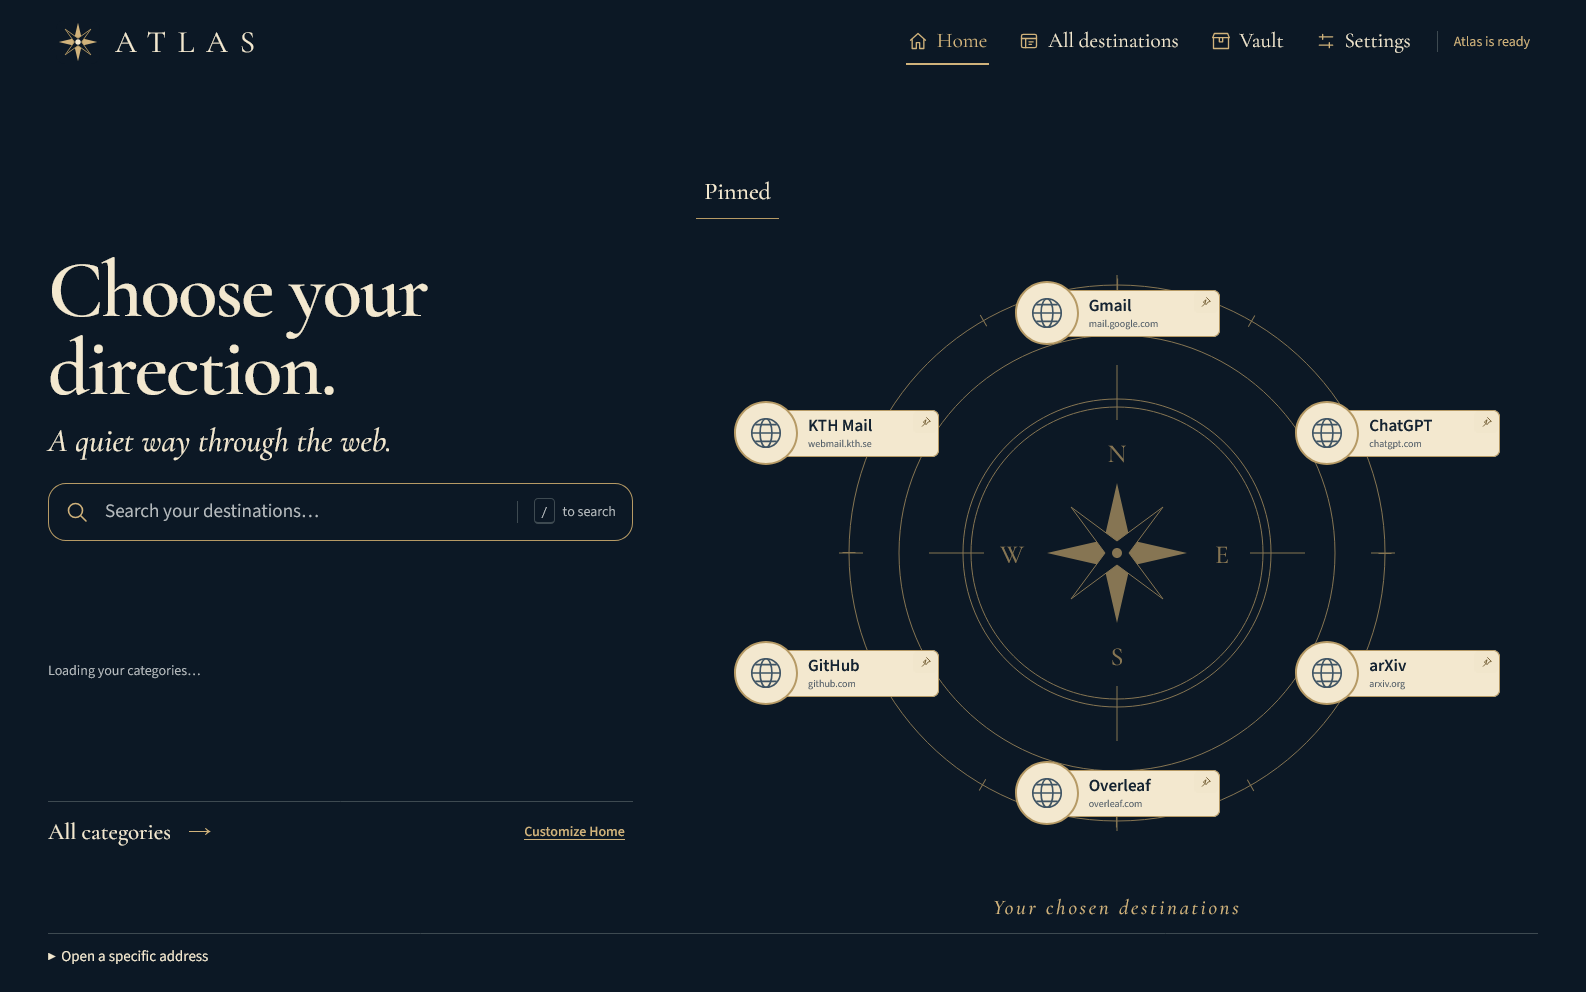 ATLAS
Home
All destinations
Vault
Settings
Atlas is ready
Pinned
Choose your
direction.
A quiet way through the web.
Search your destinations…
/ to search
Loading your categories…
All categories →
Customize Home
Gmail
mail.google.com
KTH Mail
webmail.kth.se
ChatGPT
chatgpt.com
N
W
E
S
GitHub
github.com
arXiv
arxiv.org
Overleaf
overleaf.com
Your chosen destinations
▸ Open a specific address